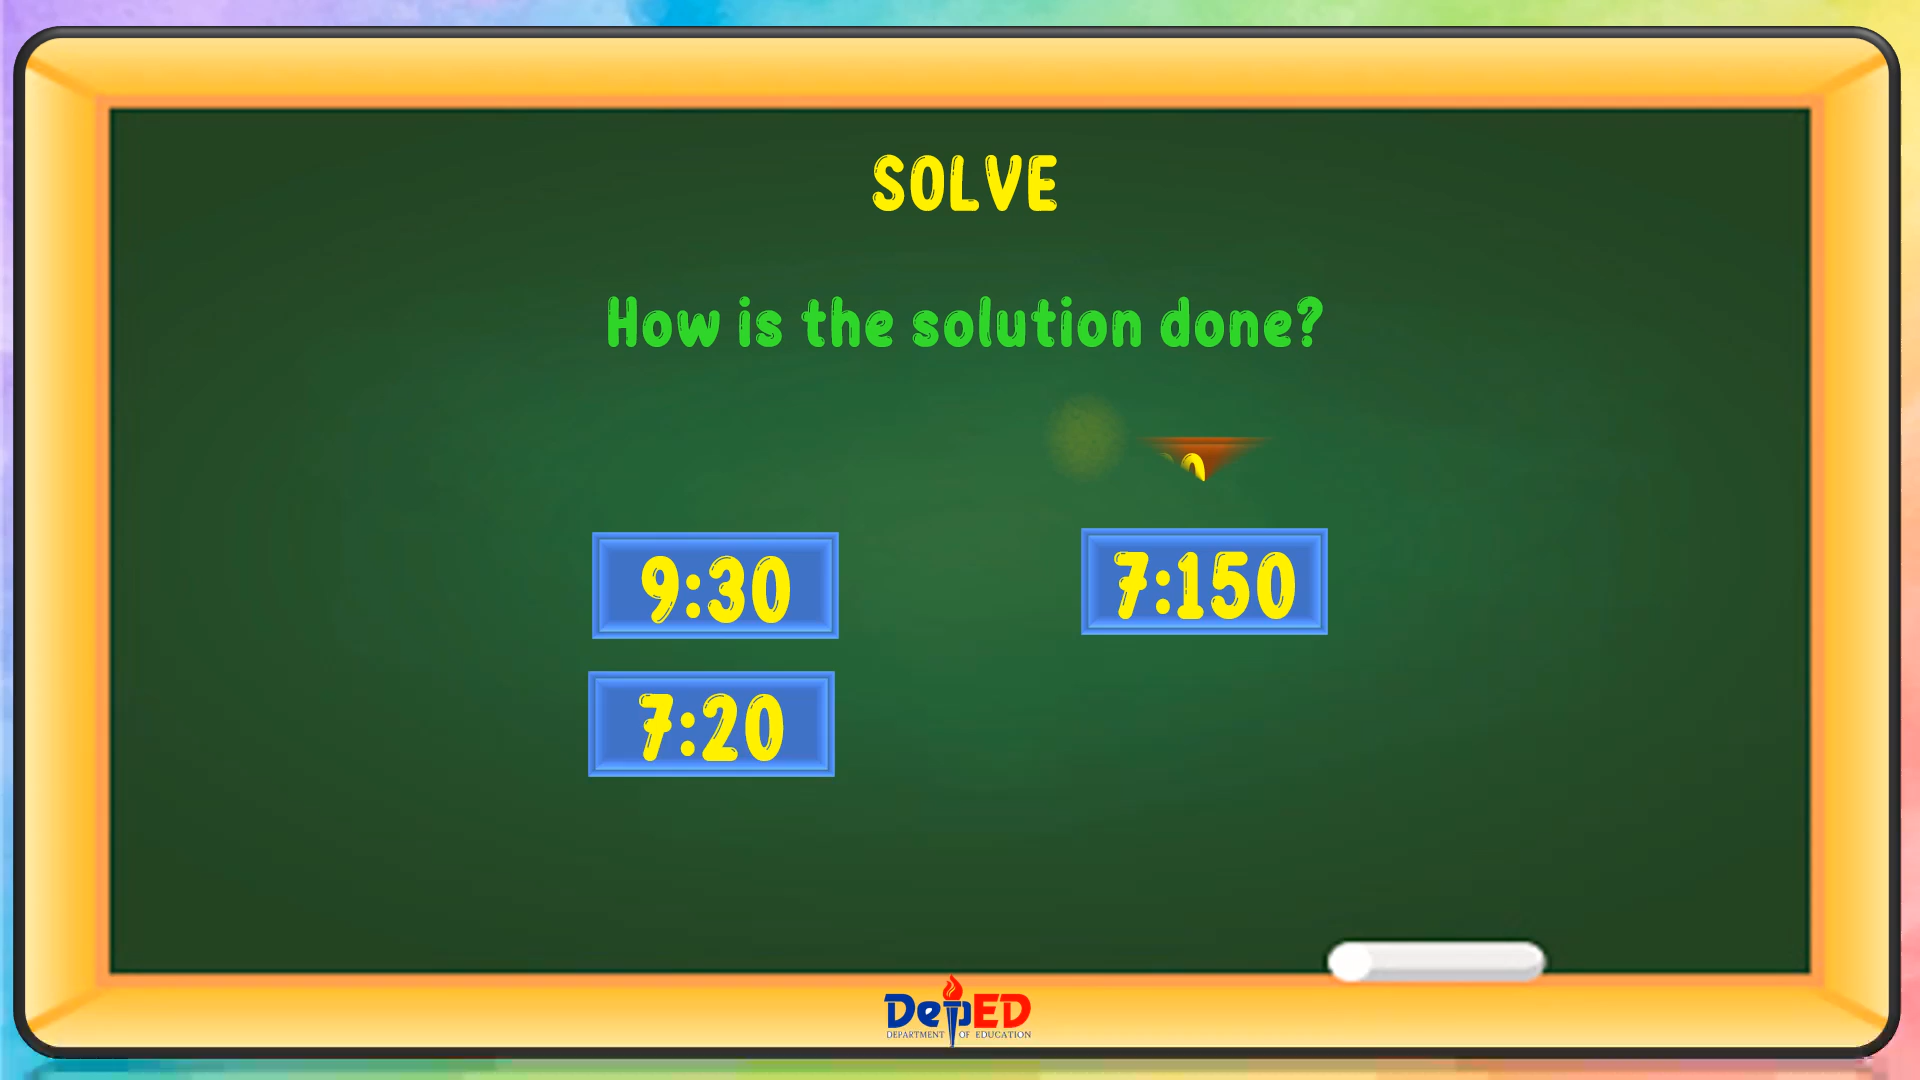 SOLVE
How is the solution done?
9:30
7:150
7:20
DepED
DEPARTMENT OF EDUCATION